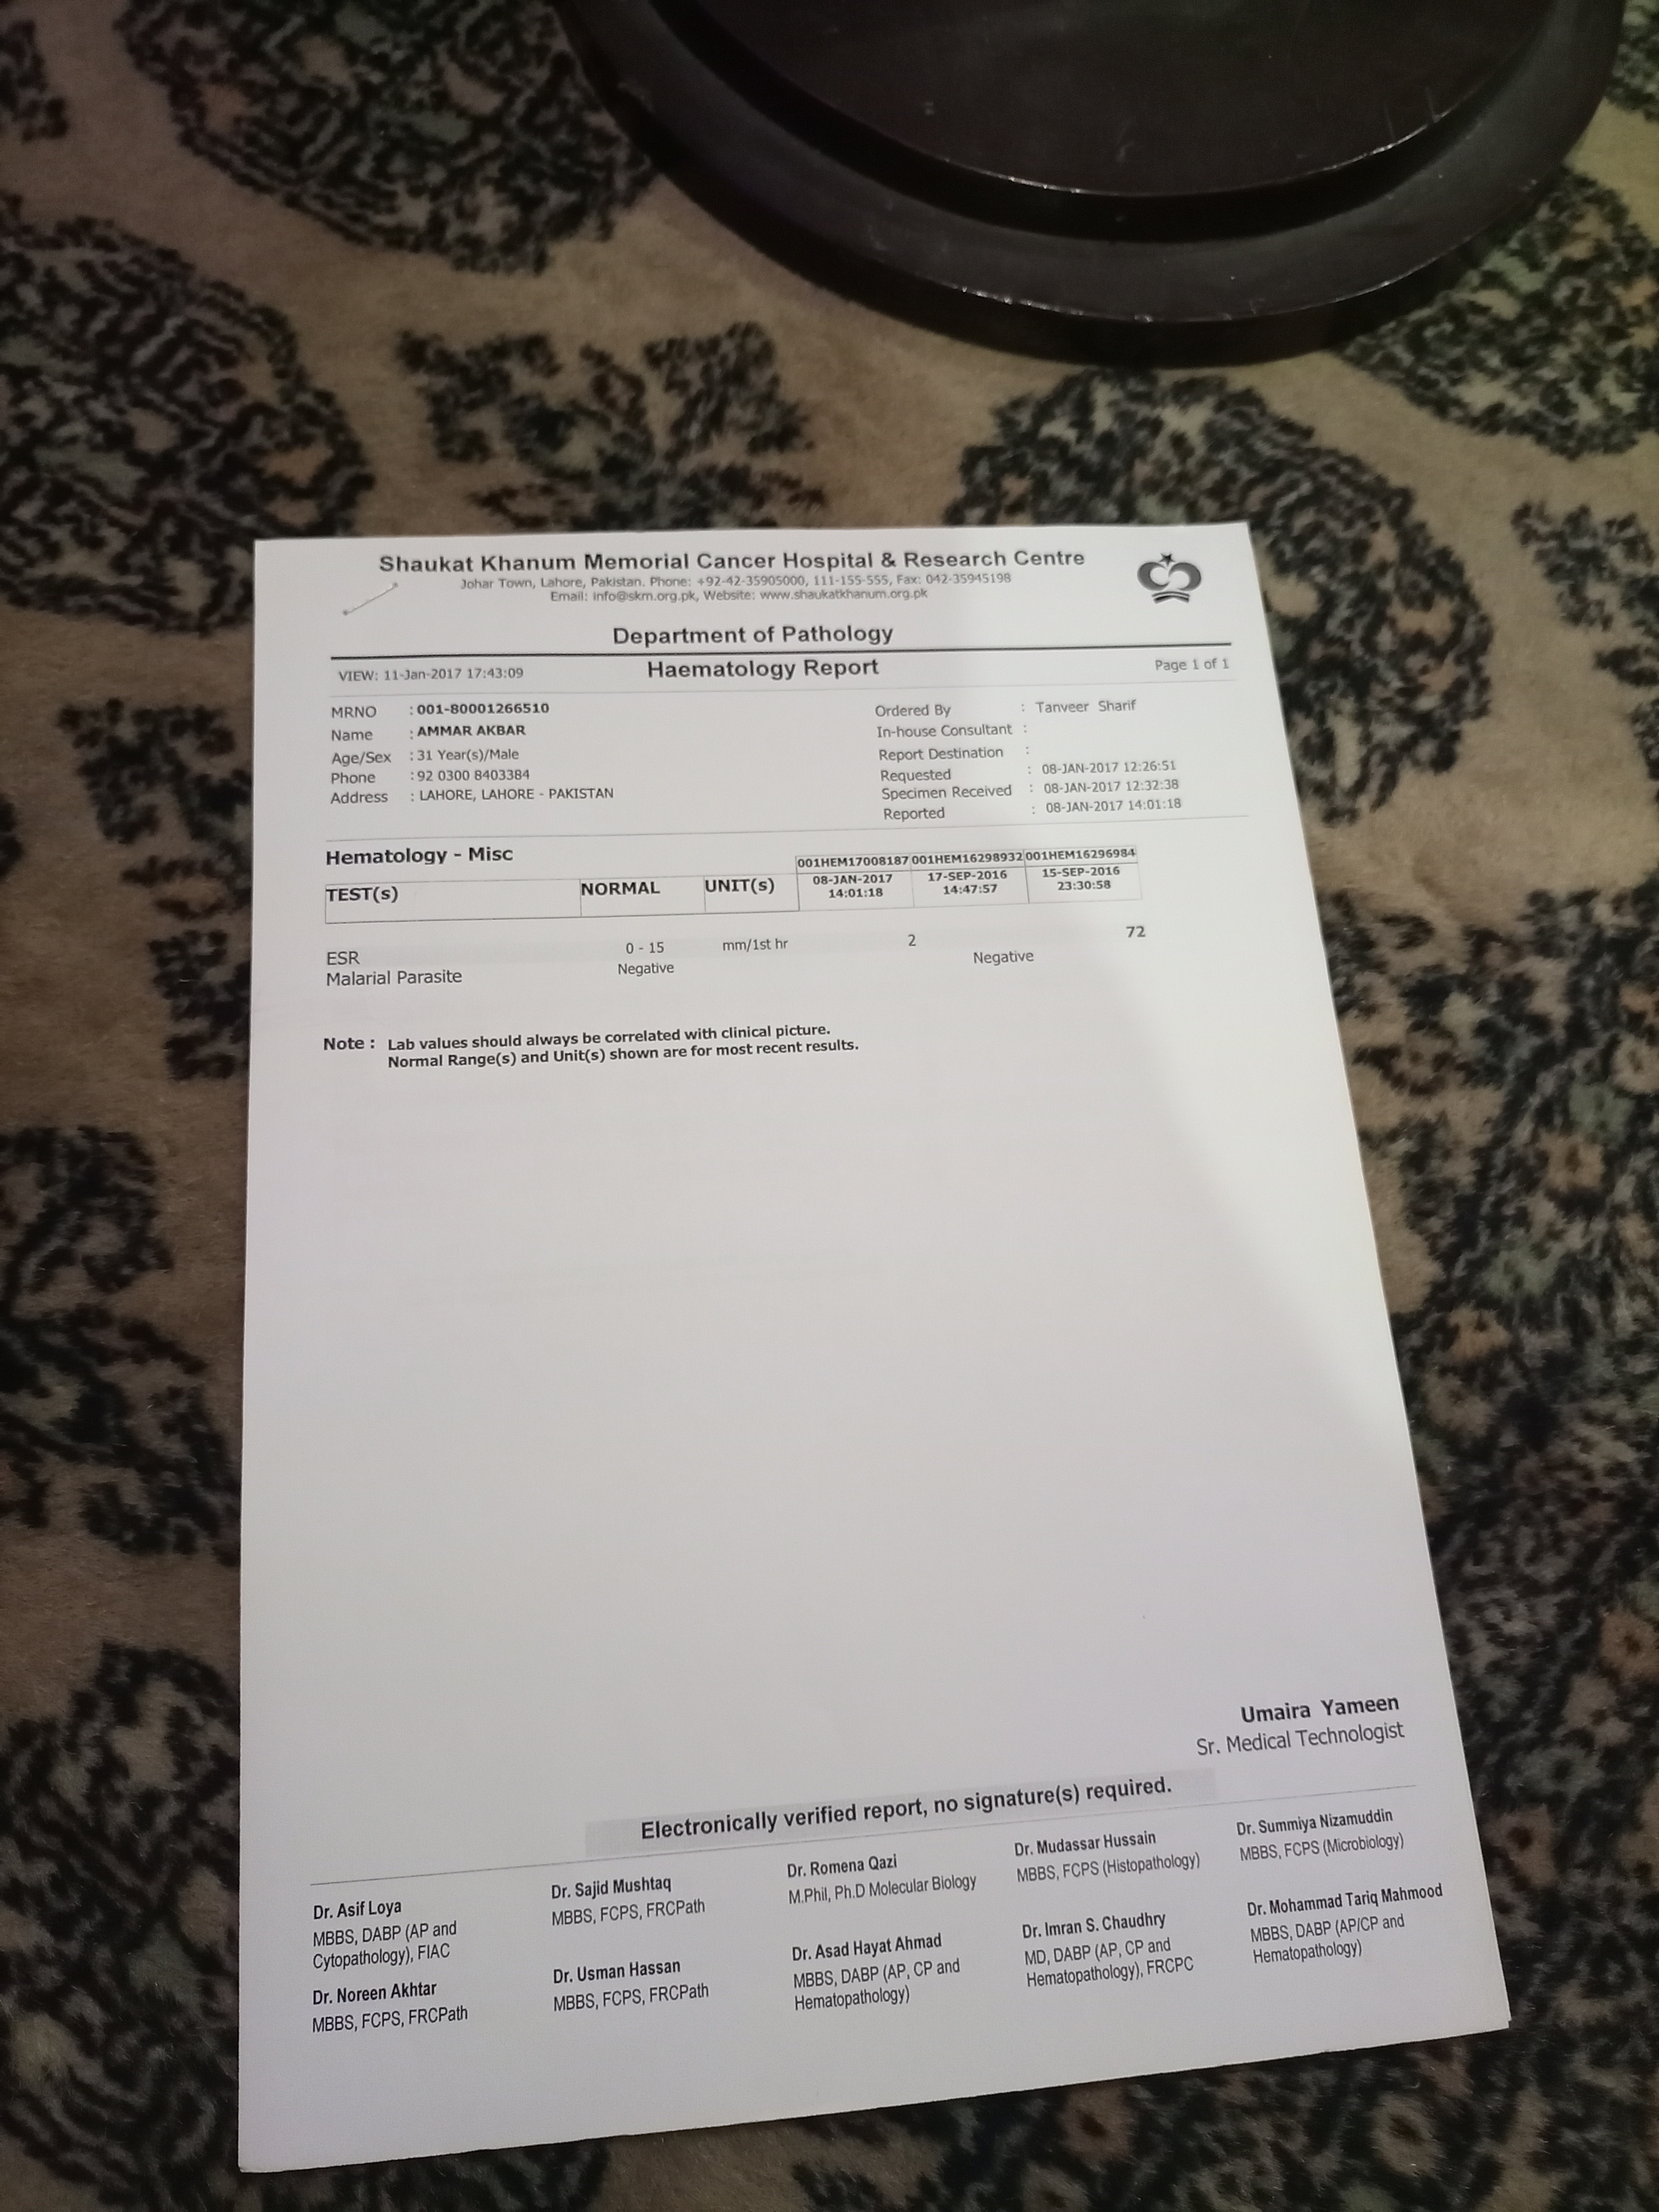 Shaukat Khanum Memorial Cancer Hospital & Research Centre
Johar Town, Lahore, Pakistan. Phone: +92-42-35905000, 111-155-555, Fax: 042-35945198
Email: info@skm.org.pk, Website: www.shaukatkhanum.org.pk
Department of Pathology
VIEW: 11-Jan-2017 17:43:09 Haematology Report Page 1 of 1
MRNO : 001-80001266510 Ordered By : Tanveer Sharif
Name : AMMAR AKBAR In-house Consultant :
Age/Sex : 31 Year(s)/Male Report Destination :
Phone : 92 0300 8403384 Requested : 08-JAN-2017 12:26:51
Address : LAHORE, LAHORE - PAKISTAN Specimen Received : 08-JAN-2017 12:32:38
Reported : 08-JAN-2017 14:01:18
Hematology - Misc 001HEM17008187 001HEM16298932 001HEM16296984
TEST(s) NORMAL UNIT(s) 08-JAN-2017 17-SEP-2016 15-SEP-2016
14:01:18 14:47:57 23:30:58
ESR 0 - 15 mm/1st hr 2 72
Malarial Parasite Negative Negative
Note : Lab values should always be correlated with clinical picture.
Normal Range(s) and Unit(s) shown are for most recent results.
Umaira Yameen
Sr. Medical Technologist
Electronically verified report, no signature(s) required.
Dr. Asif Loya Dr. Sajid Mushtaq Dr. Romena Qazi Dr. Mudassar Hussain Dr. Summiya Nizamuddin
MBBS, DABP (AP and MBBS, FCPS, FRCPath M.Phil, Ph.D Molecular Biology MBBS, FCPS (Histopathology) MBBS, FCPS (Microbiology)
Cytopathology), FIAC
Dr. Noreen Akhtar Dr. Usman Hassan Dr. Asad Hayat Ahmad Dr. Imran S. Chaudhry Dr. Mohammad Tariq Mahmood
MBBS, FCPS, FRCPath MBBS, FCPS, FRCPath MBBS, DABP (AP, CP and MD, DABP (AP, CP and MBBS, DABP (AP/CP and
Hematopathology) Hematopathology), FRCPC Hematopathology)